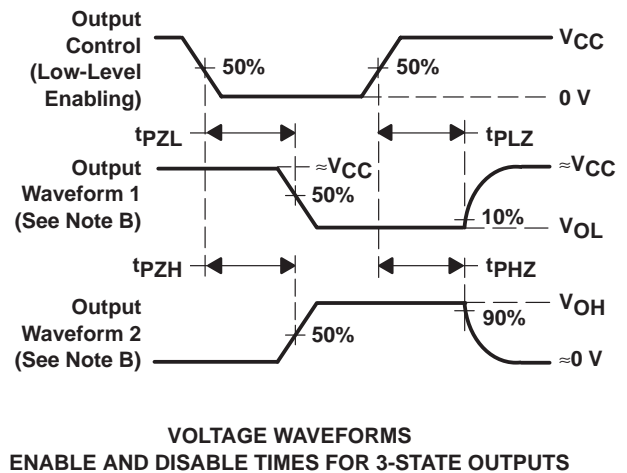 Output
Control
(Low-Level
Enabling)
50%
50%
VCC
0 V
tPZL
tPLZ
Output
Waveform 1
(See Note B)
≈VCC
50%
≈VCC
10%
VOL
tPZH
tPHZ
Output
Waveform 2
(See Note B)
50%
VOH
90%
≈0 V
VOLTAGE WAVEFORMS
ENABLE AND DISABLE TIMES FOR 3-STATE OUTPUTS